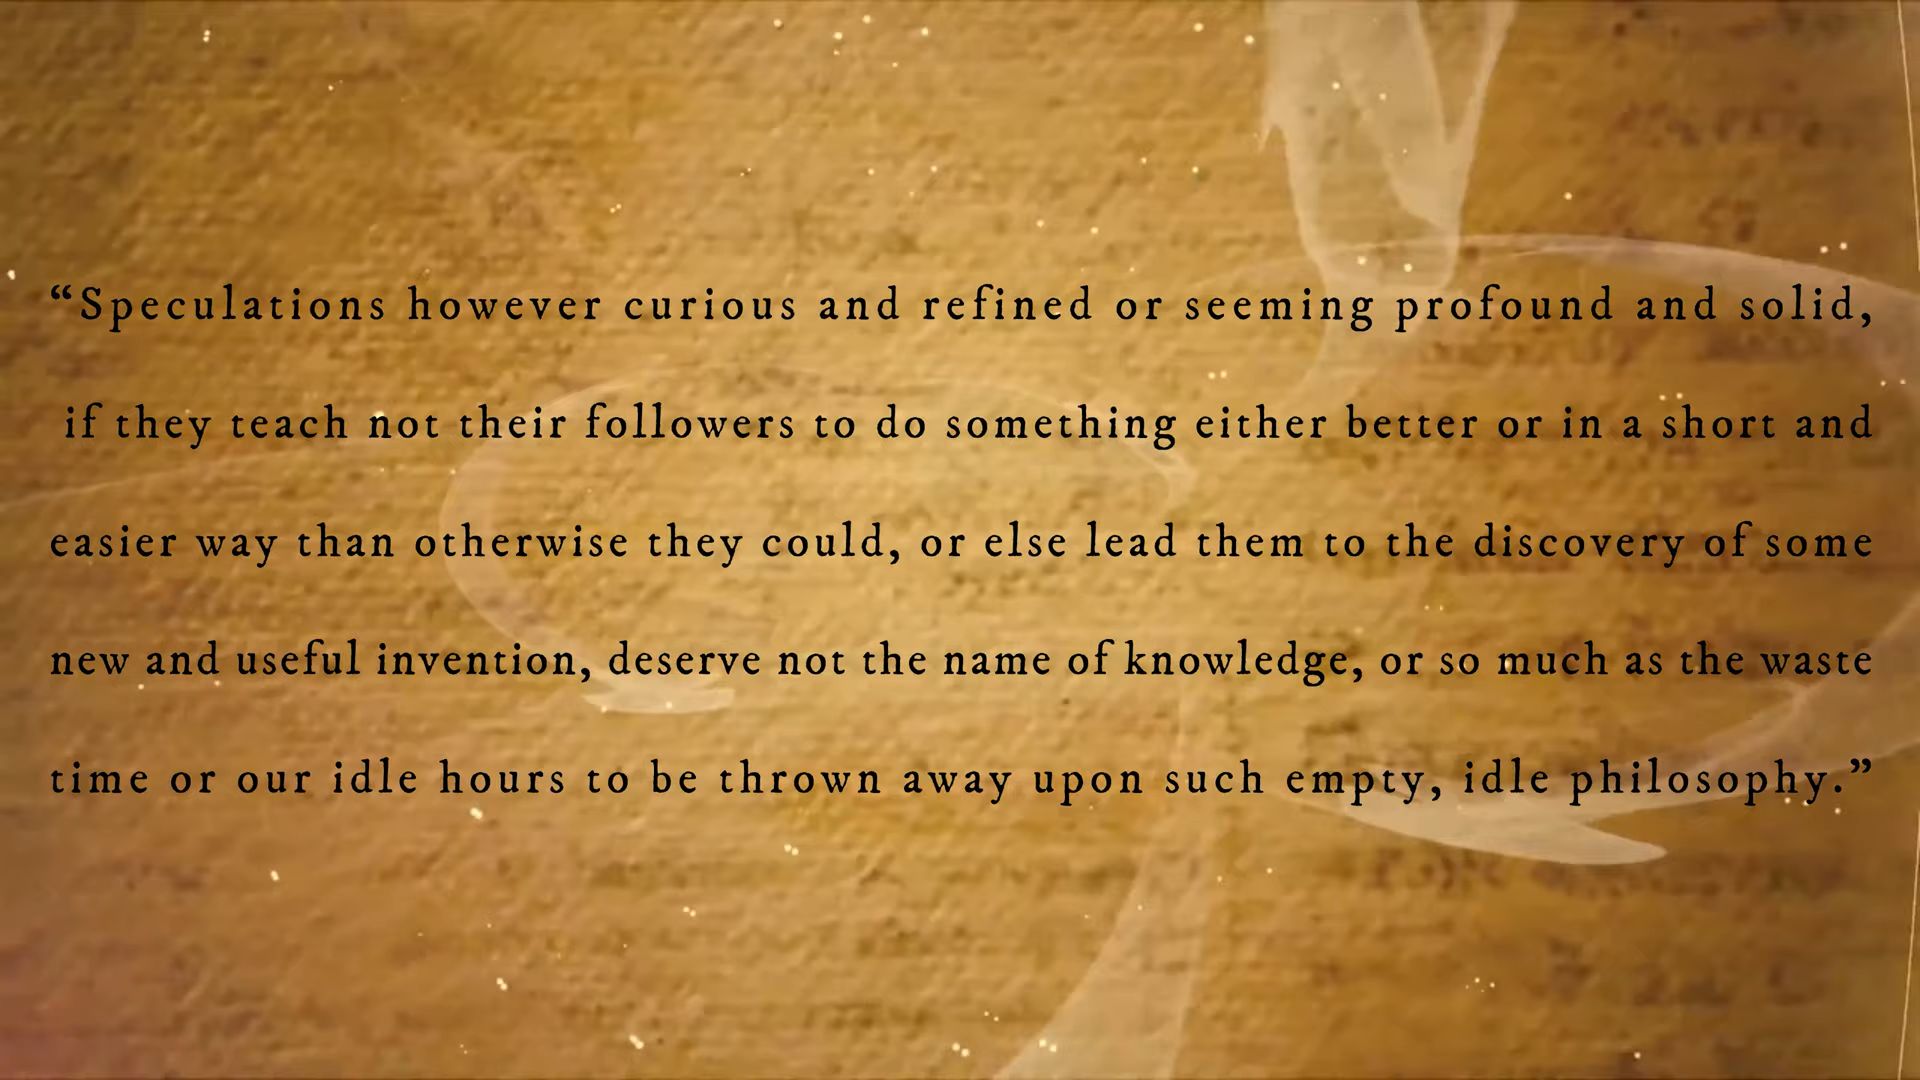 “Speculations however curious and refined or seeming profound and solid,
if they teach not their followers to do something either better or in a short and
easier way than otherwise they could, or else lead them to the discovery of some
new and useful invention, deserve not the name of knowledge, or so much as the waste
time or our idle hours to be thrown away upon such empty, idle philosophy.”